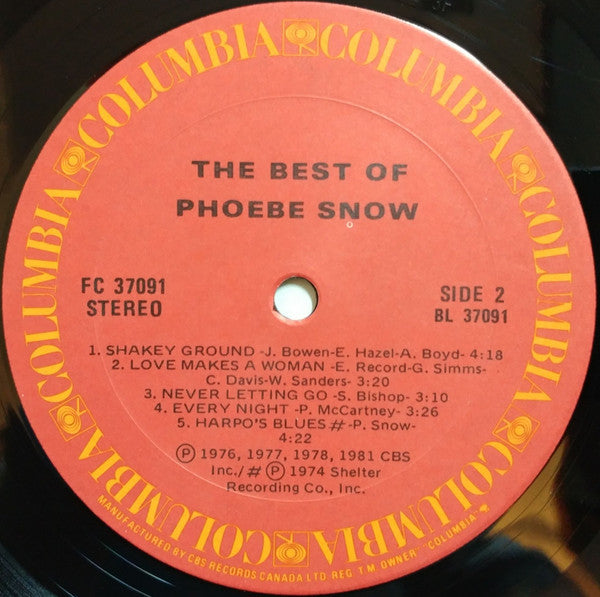 COLUMBIA COLUMBIA COLUMBIA COLUMBIA COLUMBIA COLUMBIA
THE BEST OF
PHOEBE SNOW
FC 37091
STEREO
SIDE 2
BL 37091
1. SHAKEY GROUND -J. Bowen-E. Hazel-A. Boyd- 4:18
2. LOVE MAKES A WOMAN -E. Record-G. Simms-
C. Davis-W. Sanders- 3:20
3. NEVER LETTING GO -S. Bishop- 3:10
4. EVERY NIGHT -P. McCartney- 3:26
5. HARPO'S BLUES # -P. Snow-
4:22
Ⓟ 1976, 1977, 1978, 1981 CBS
Inc./# Ⓟ 1974 Shelter
Recording Co., Inc.
MANUFACTURED BY CBS RECORDS CANADA LTD REG T M OWNER "COLUMBIA"